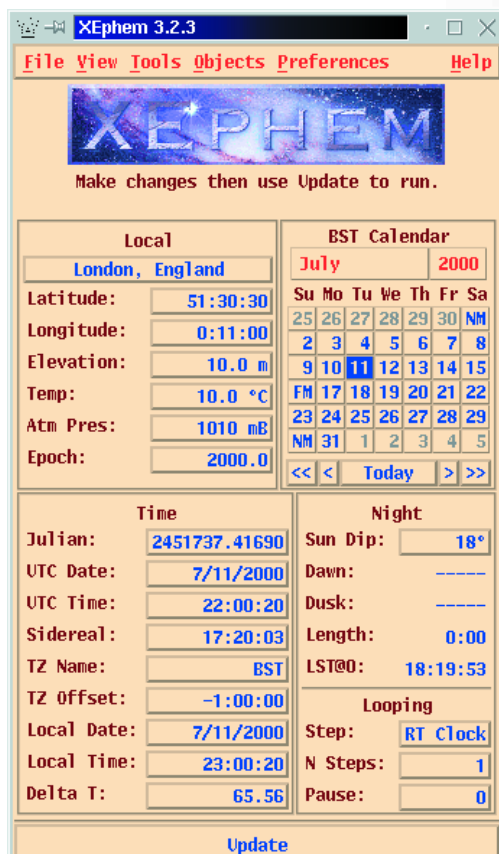 XEphem 3.2.3
File View Tools Objects Preferences Help
XEPHEM
Make changes then use Update to run.
Local
London, England
Latitude: 51:30:30
Longitude: 0:11:00
Elevation: 10.0 m
Temp: 10.0 °C
Atm Pres: 1010 mB
Epoch: 2000.0
BST Calendar
July 2000
Su Mo Tu We Th Fr Sa
25 26 27 28 29 30 NM
2 3 4 5 6 7 8
9 10 11 12 13 14 15
FM 17 18 19 20 21 22
23 24 25 26 27 28 29
NM 31 1 2 3 4 5
<< < Today > >>
Time
Julian: 2451737.41690
UTC Date: 7/11/2000
UTC Time: 22:00:20
Sidereal: 17:20:03
TZ Name: BST
TZ Offset: -1:00:00
Local Date: 7/11/2000
Local Time: 23:00:20
Delta T: 65.56
Night
Sun Dip: 18°
Dawn: -----
Dusk: -----
Length: 0:00
LST@0: 18:19:53
Looping
Step: RT Clock
N Steps: 1
Pause: 0
Update